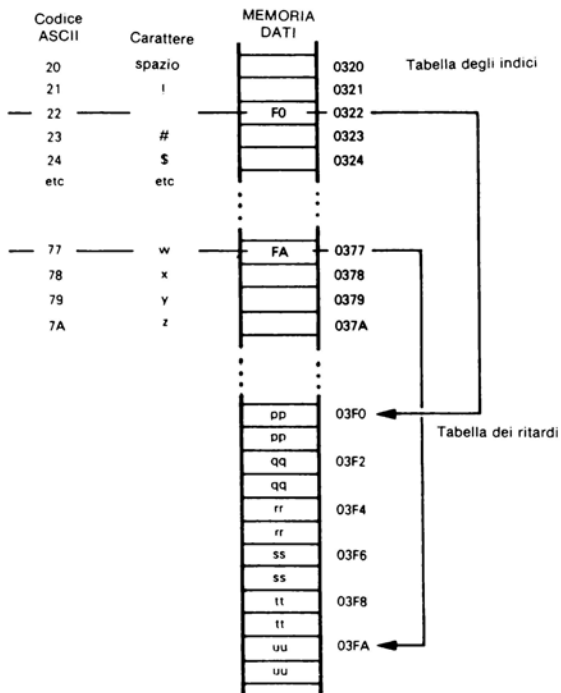 Codice ASCII Carattere MEMORIA DATI
20 spazio 0320 Tabella degli indici
21 ! 0321
22 F0 0322
23 # 0323
24 $ 0324
etc etc
77 w FA 0377
78 x 0378
79 y 0379
7A z 037A
pp 03F0
Tabella dei ritardi
pp
qq 03F2
qq
rr 03F4
rr
ss 03F6
ss
tt 03F8
tt
uu 03FA
uu